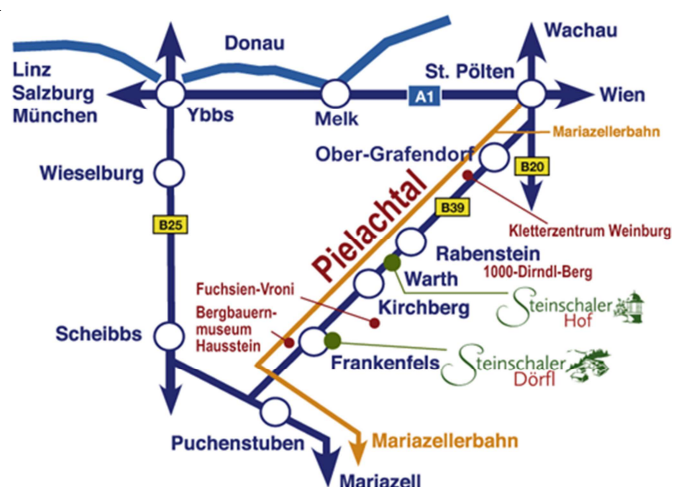 Wachau
Donau
St. Pölten
Linz
Salzburg
München
Ybbs
Melk
A1
Wien
Mariazellerbahn
Ober-Grafendorf
B20
Wieselburg
Pielachtal
B39
B25
Kletterzentrum Weinburg
Rabenstein
1000-Dirndl-Berg
Warth
Fuchsien-Vroni
Kirchberg
Steinschaler
Hof
Bergbauern-
museum
Hausstein
Scheibbs
Frankenfels
Steinschaler
Dörfl
Puchenstuben
Mariazellerbahn
Mariazell